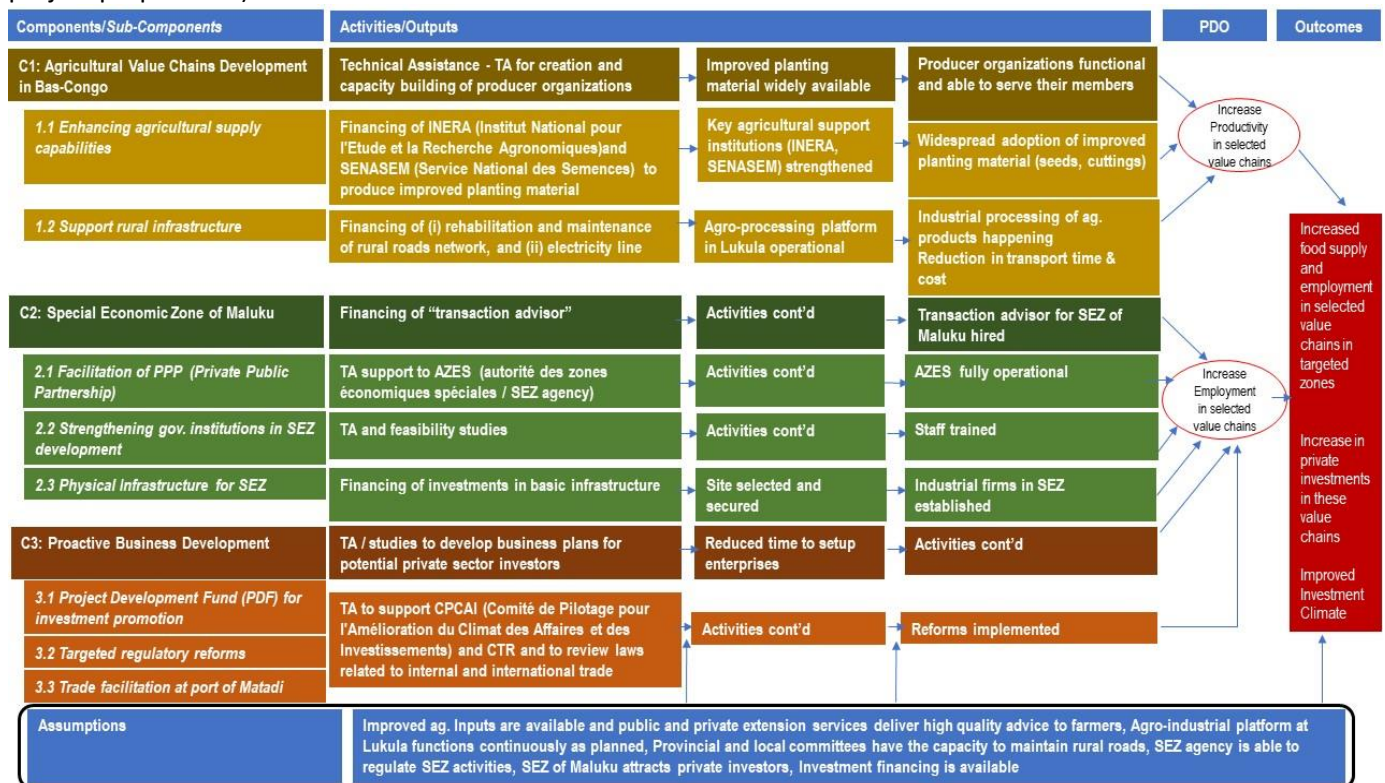 Components/Sub-Components
Activities/Outputs
PDO
Outcomes
C1: Agricultural Value Chains Development
in Bas-Congo
Technical Assistance - TA for creation and
capacity building of producer organizations
Improved planting
material widely available
Producer organizations functional
and able to serve their members
1.1 Enhancing agricultural supply
capabilities
Financing of INERA (Institut National pour
l'Etude et la Recherche Agronomiques)and
SENASEM (Service National des Semences) to
produce improved planting material
Key agricultural support
institutions (INERA,
SENASEM) strengthened
Widespread adoption of improved
planting material (seeds, cuttings)
1.2 Support rural infrastructure
Financing of (i) rehabilitation and maintenance
of rural roads network, and (ii) electricity line
Agro-processing platform
in Lukula operational
Industrial processing of ag.
products happening
Reduction in transport time &
cost
Increase
Productivity
in selected
value chains
C2: Special Economic Zone of Maluku
Financing of “transaction advisor”
Activities cont’d
Transaction advisor for SEZ of
Maluku hired
2.1 Facilitation of PPP (Private Public
Partnership)
TA support to AZES (autorité des zones
économiques spéciales / SEZ agency)
Activities cont’d
AZES fully operational
2.2 Strengthening gov. institutions in SEZ
development
TA and feasibility studies
Activities cont’d
Staff trained
2.3 Physical Infrastructure for SEZ
Financing of investments in basic infrastructure
Site selected and
secured
Industrial firms in SEZ
established
Increase
Employment
in selected
value chains
C3: Proactive Business Development
TA / studies to develop business plans for
potential private sector investors
Reduced time to setup
enterprises
Activities cont’d
3.1 Project Development Fund (PDF) for
investment promotion
3.2 Targeted regulatory reforms
3.3 Trade facilitation at port of Matadi
TA to support CPCAI (Comité de Pilotage pour
l'Amélioration du Climat des Affaires et des
Investissements) and CTR and to review laws
related to internal and international trade
Activities cont’d
Reforms implemented
Increased
food supply
and
employment
in selected
value
chains in
targeted
zones
Increase in
private
investments
in these
value
chains
Improved
Investment
Climate
Assumptions
Improved ag. Inputs are available and public and private extension services deliver high quality advice to farmers, Agro-industrial platform at
Lukula functions continuously as planned, Provincial and local committees have the capacity to maintain rural roads, SEZ agency is able to
regulate SEZ activities, SEZ of Maluku attracts private investors, Investment financing is available